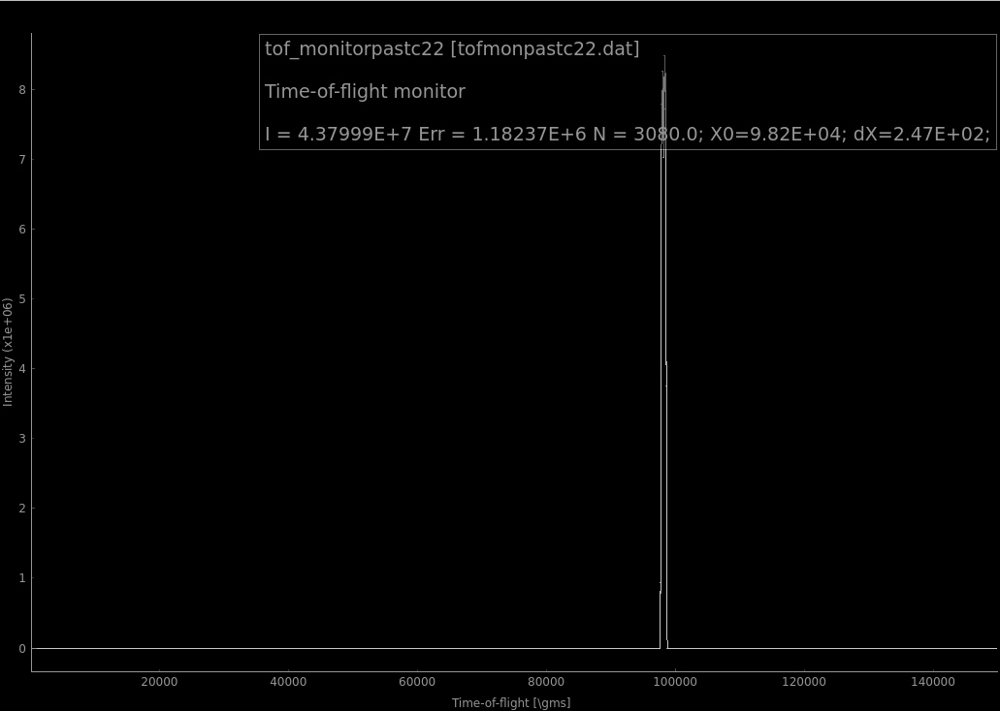 tof_monitorpastc22 [tofmonpastc22.dat]
Time-of-flight monitor
I = 4.37999E+7 Err = 1.18237E+6 N = 3080.0; X0=9.82E+04; dX=2.47E+02;
8
7
6
5
4
3
2
1
0
Intensity (x1e+06)
20000 40000 60000 80000 100000 120000 140000
Time-of-flight [\gms]